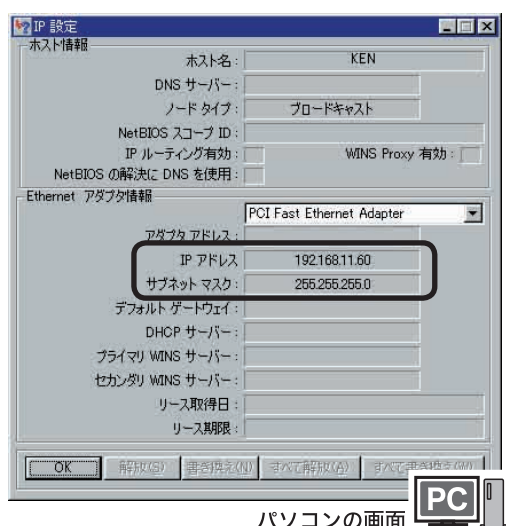 IP 設定
ホスト情報
ホスト名: KEN
DNS サーバー:
ノード タイプ: ブロードキャスト
NetBIOS スコープ ID:
IP ルーティング有効: WINS Proxy 有効:
NetBIOS の解決に DNS を使用:
Ethernet アダプタ情報
PCI Fast Ethernet Adapter
アダプタ アドレス:
IP アドレス 192.168.11.60
サブネット マスク: 255.255.255.0
デフォルト ゲートウェイ:
DHCP サーバー:
プライマリ WINS サーバー:
セカンダリ WINS サーバー:
リース取得日:
リース期限:
OK 解放(S) 書き換え(N) すべて解放(A) すべて書き換え(W)
パソコンの画面 PC